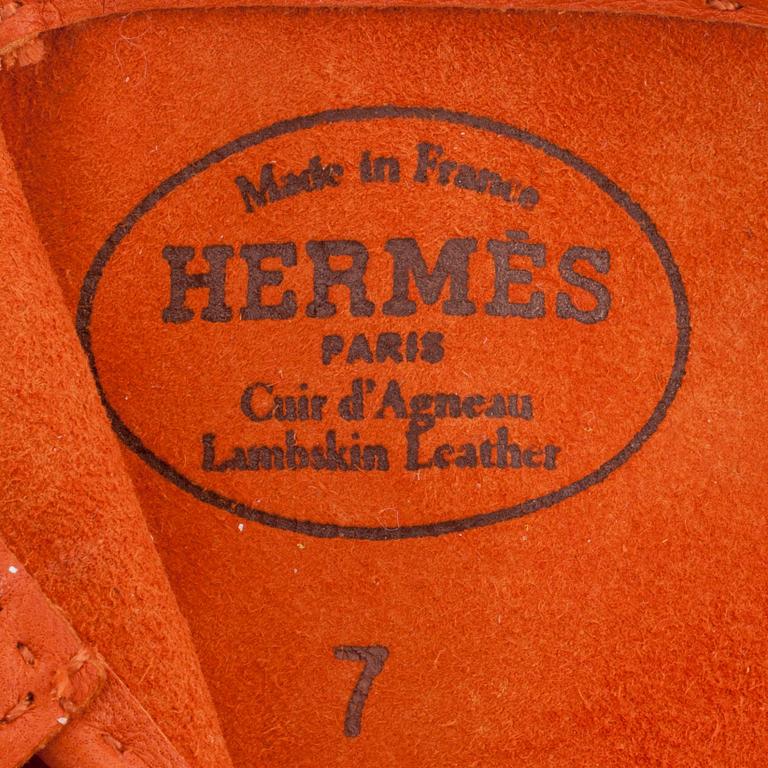 Made in France
HERMÈS
PARIS
Cuir d'Agneau
Lambskin Leather
7